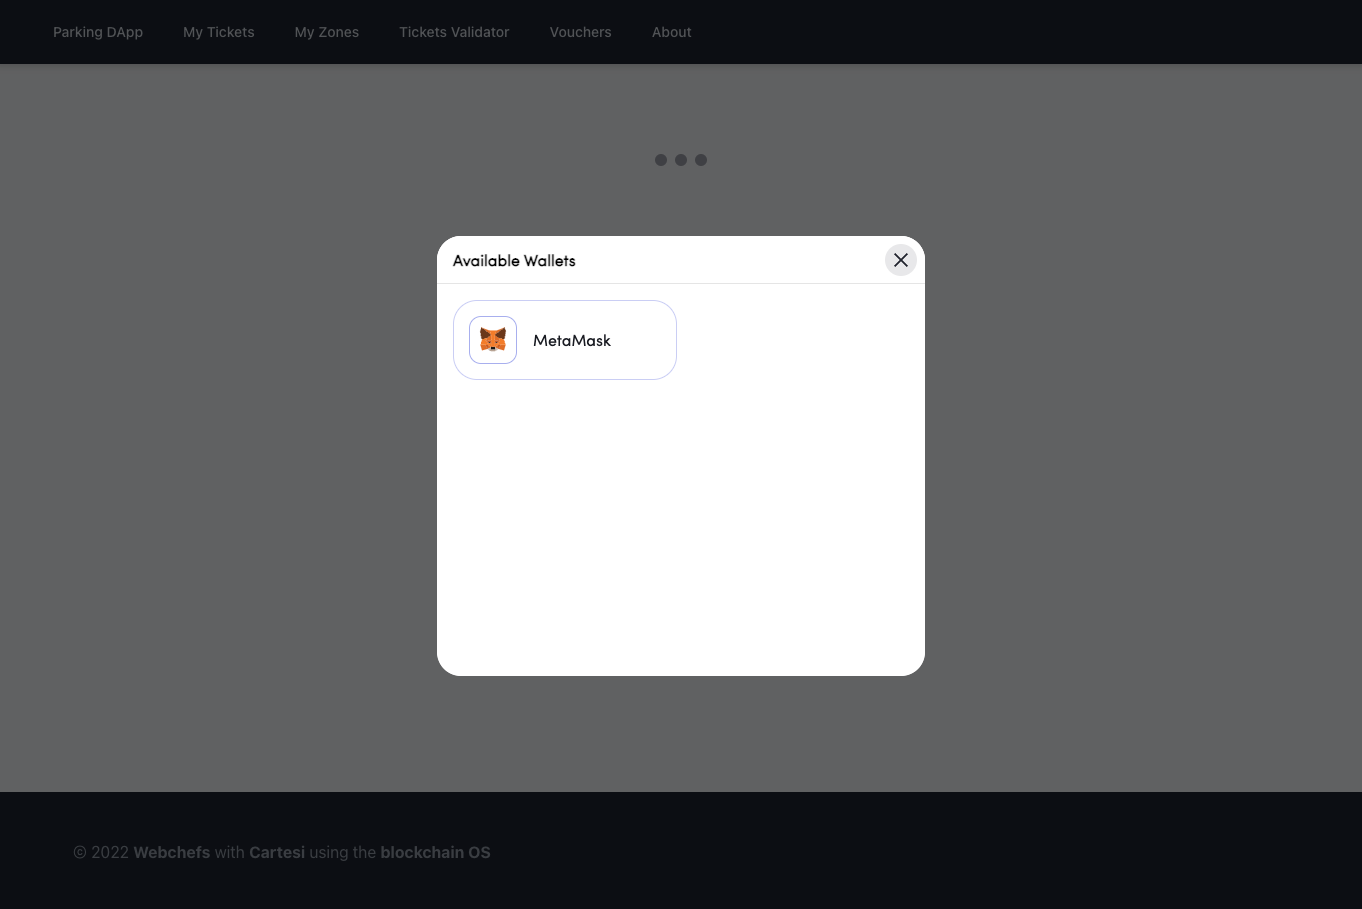 Parking DApp My Tickets My Zones Tickets Validator Vouchers About
Available Wallets
MetaMask
© 2022 Webchefs with Cartesi using the blockchain OS